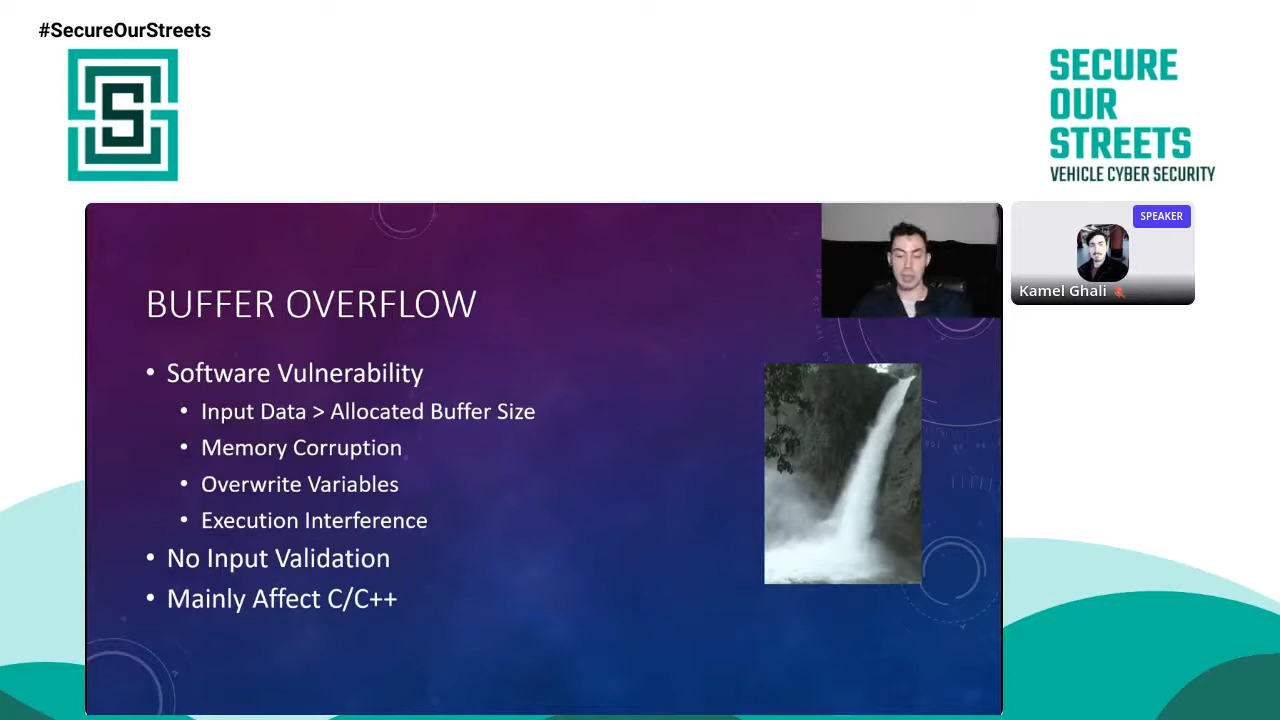 #SecureOurStreets
S
SECURE
OUR
STREETS
VEHICLE CYBER SECURITY
SPEAKER
Kamel Ghali
BUFFER OVERFLOW
• Software Vulnerability
• Input Data > Allocated Buffer Size
• Memory Corruption
• Overwrite Variables
• Execution Interference
• No Input Validation
• Mainly Affect C/C++